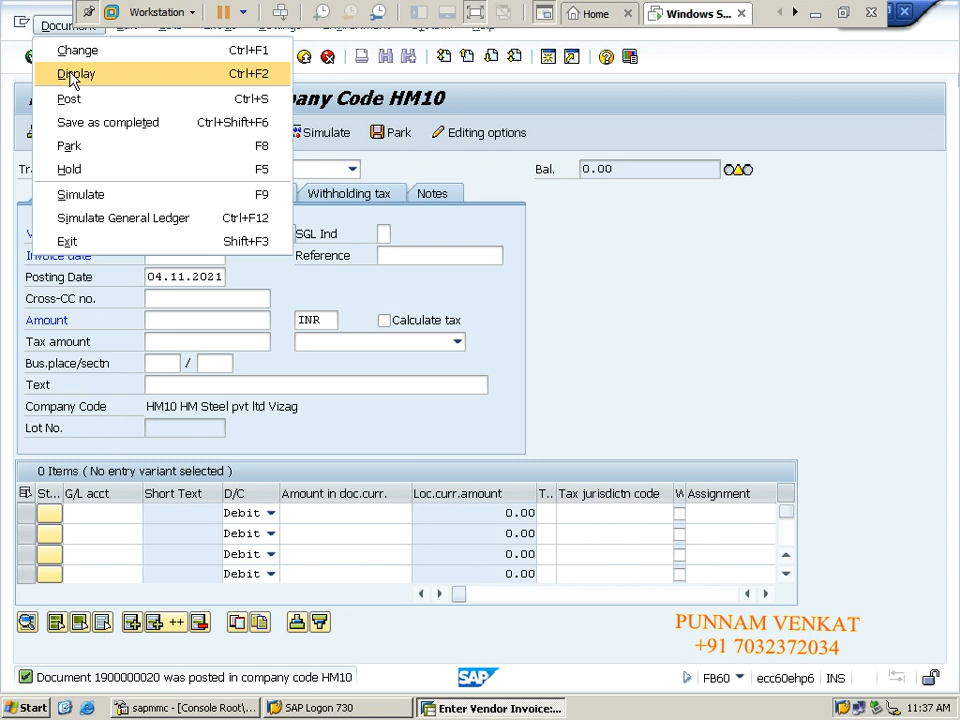 Workstation
Home
Windows S...
Document
Change Ctrl+F1
Display Ctrl+F2
Post Ctrl+S
Save as completed Ctrl+Shift+F6
Park F8
Hold F5
Simulate F9
Simulate General Ledger Ctrl+F12
Exit Shift+F3
pany Code HM10
Simulate Park Editing options
Bal. 0.00
Withholding tax Notes
SGL Ind
Invoice date Reference
Posting Date 04.11.2021
Cross-CC no.
Amount INR Calculate tax
Tax amount
Bus.place/sectn /
Text
Company Code HM10 HM Steel pvt ltd Vizag
Lot No.
0 Items ( No entry variant selected )
St... G/L acct Short Text D/C Amount in doc.curr. Loc.curr.amount T.. Tax jurisdictn code W Assignment
Debit 0.00
Debit 0.00
Debit 0.00
Debit 0.00
PUNNAM VENKAT
+91 7032372034
Document 1900000020 was posted in company code HM10
SAP
FB60 ecc60ehp6 INS
Start sapmmc - [Console Root\... SAP Logon 730 Enter Vendor Invoice:... 11:37 AM